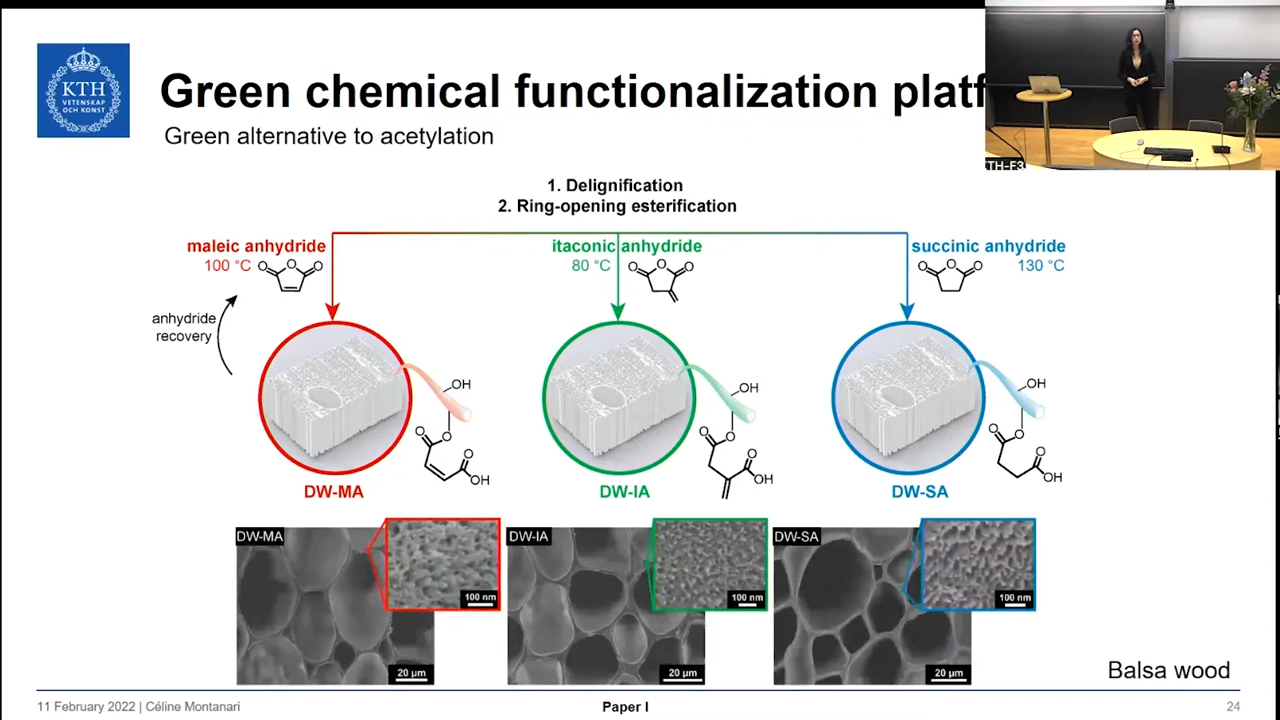 KTH
VETENSKAP
OCH KONST
Green chemical functionalization platf
Green alternative to acetylation
KTH-F3
1. Delignification
2. Ring-opening esterification
maleic anhydride
100 °C
O
O
O
itaconic anhydride
80 °C
O
O
O
succinic anhydride
130 °C
O
O
O
anhydride
recovery
OH
O
O
O
OH
OH
O
O
O
OH
OH
O
O
O
OH
DW-MA
DW-IA
DW-SA
DW-MA
100 nm
20 µm
DW-IA
100 nm
20 µm
DW-SA
100 nm
20 µm
Balsa wood
11 February 2022 | Céline Montanari
Paper I
24